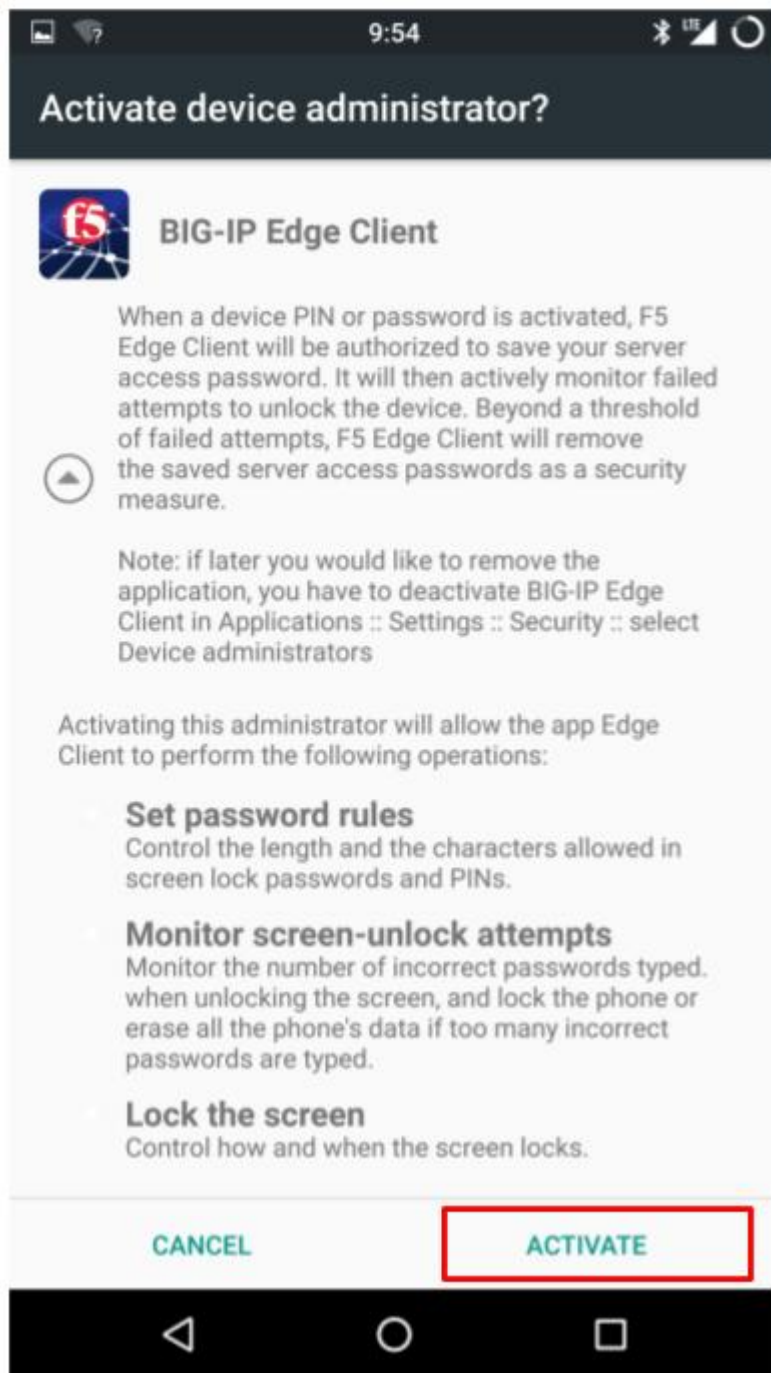 ?
9:54
LTE
Activate device administrator?
f5
BIG-IP Edge Client
When a device PIN or password is activated, F5
Edge Client will be authorized to save your server
access password. It will then actively monitor failed
attempts to unlock the device. Beyond a threshold
of failed attempts, F5 Edge Client will remove
the saved server access passwords as a security
measure.
Note: if later you would like to remove the
application, you have to deactivate BIG-IP Edge
Client in Applications :: Settings :: Security :: select
Device administrators
Activating this administrator will allow the app Edge
Client to perform the following operations:
Set password rules
Control the length and the characters allowed in
screen lock passwords and PINs.
Monitor screen-unlock attempts
Monitor the number of incorrect passwords typed.
when unlocking the screen, and lock the phone or
erase all the phone's data if too many incorrect
passwords are typed.
Lock the screen
Control how and when the screen locks.
CANCEL
ACTIVATE